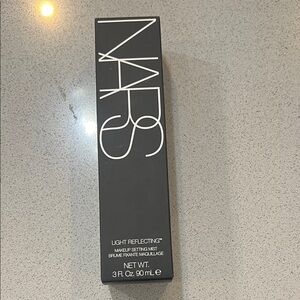 NARS
LIGHT REFLECTING™
MAKEUP SETTING MIST
BRUME FIXANTE MAQUILLAGE
NET WT.
3 Fl. Oz. 90 mL ℮